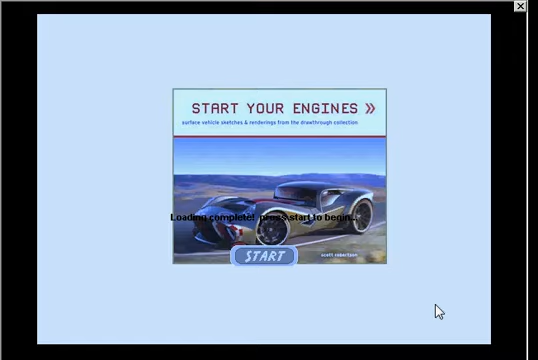 START YOUR ENGINES »
surface vehicle sketches & renderings from the drawthrough collection
Loading complete! press start to begin...
START
scott robertson